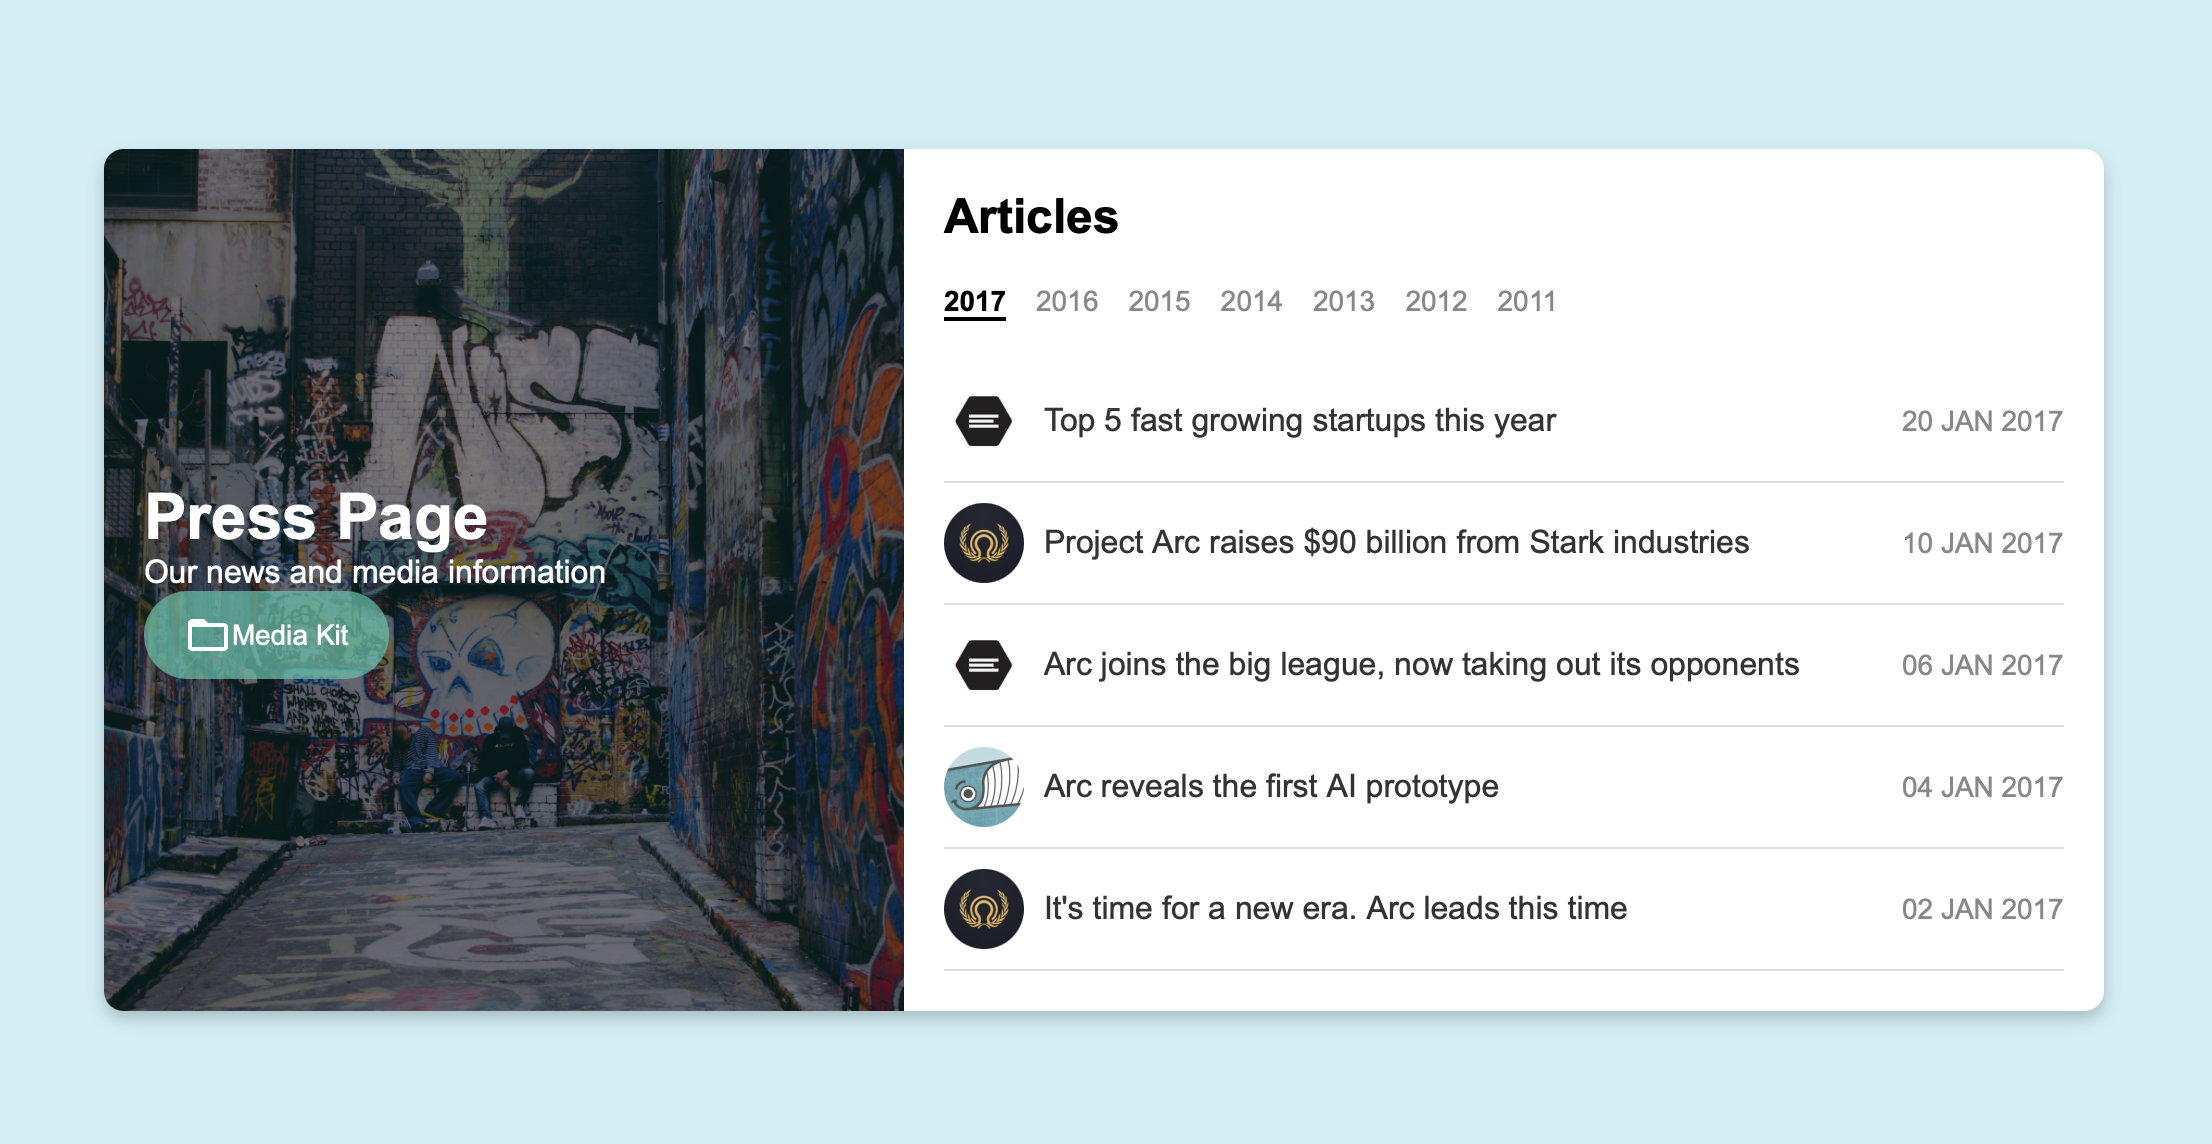 Press Page
Our news and media information
Media Kit
Articles
2017 2016 2015 2014 2013 2012 2011
Top 5 fast growing startups this year 20 JAN 2017
Project Arc raises $90 billion from Stark industries 10 JAN 2017
Arc joins the big league, now taking out its opponents 06 JAN 2017
Arc reveals the first AI prototype 04 JAN 2017
It's time for a new era. Arc leads this time 02 JAN 2017